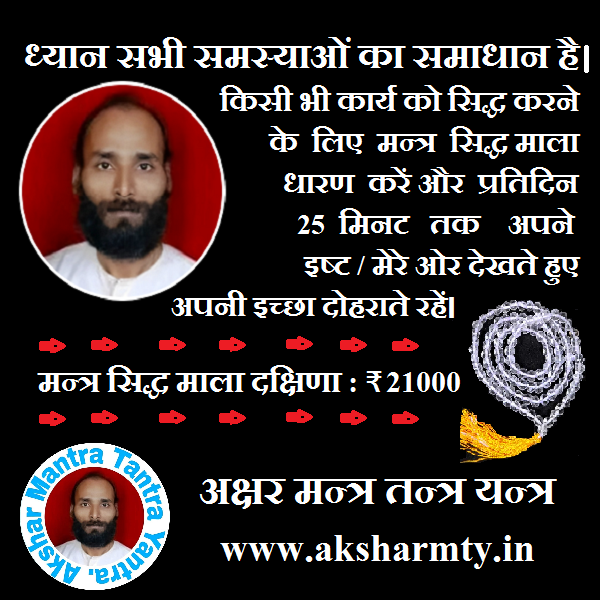 ध्यान सभी समस्याओं का समाधान है।
किसी भी कार्य को सिद्ध करने
के लिए मन्त्र सिद्ध माला
धारण करें और प्रतिदिन
25 मिनट तक अपने
इष्ट / मेरे ओर देखते हुए
अपनी इच्छा दोहराते रहें।
मन्त्र सिद्ध माला दक्षिणा : ₹ 21000
Akshar Mantra Tantra Yantra.
अक्षर मन्त्र तन्त्र यन्त्र
www.aksharmty.in